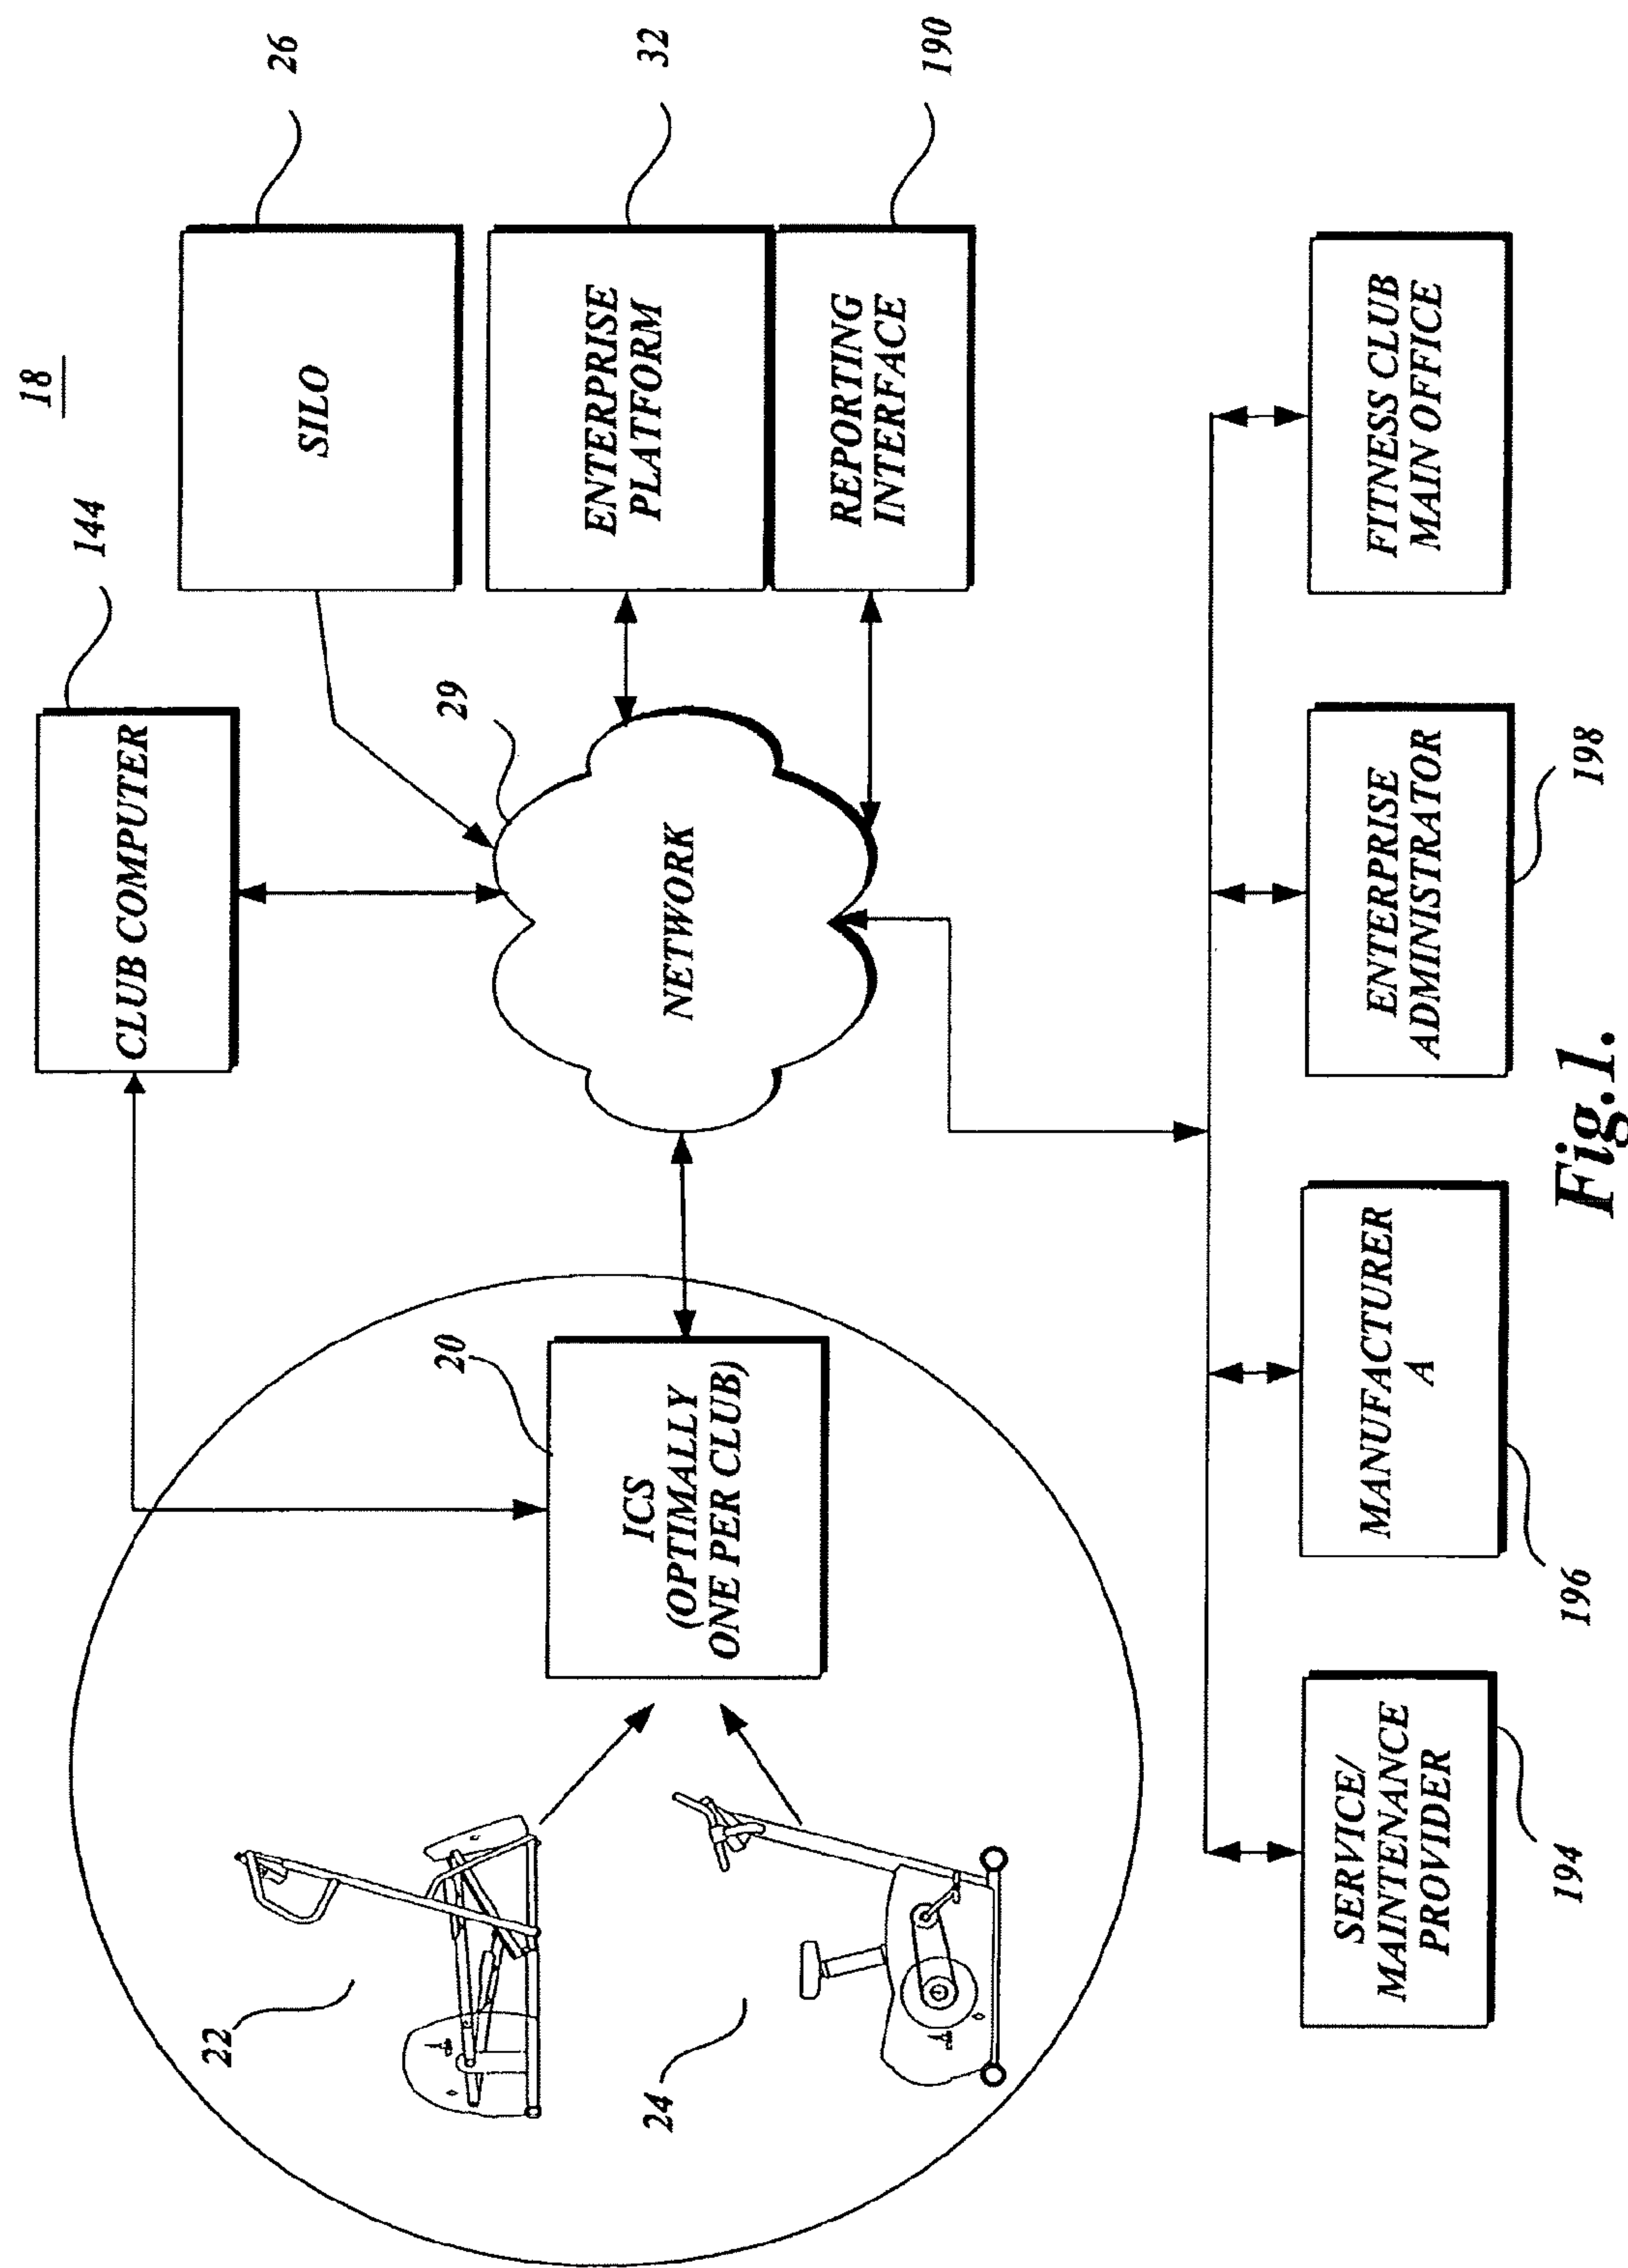 18
144
CLUB COMPUTER
26
SILO
32
ENTERPRISE
PLATFORM
190
REPORTING
INTERFACE
29
NETWORK
20
ICS
(OPTIMALLY
ONE PER CLUB)
22
24
SERVICE/
MAINTENANCE
PROVIDER
194
MANUFACTURER
A
196
ENTERPRISE
ADMINISTRATOR
198
FITNESS CLUB
MAIN OFFICE
Fig.1.